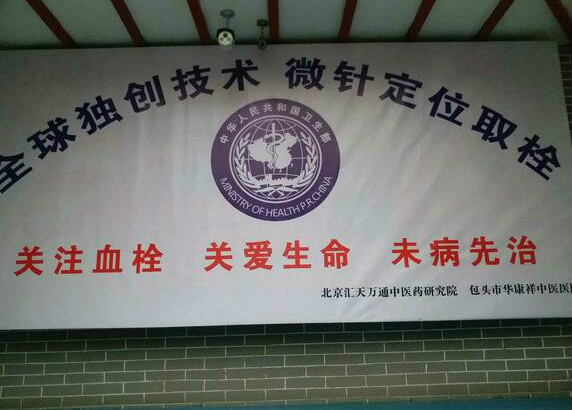 全球独创技术 微针定位取栓
中华人民共和国卫生部
MINISTRY OF HEALTH P.R.CHINA
关注血栓 关爱生命 未病先治
北京汇天万通中医药研究院 包头市华康祥中医医